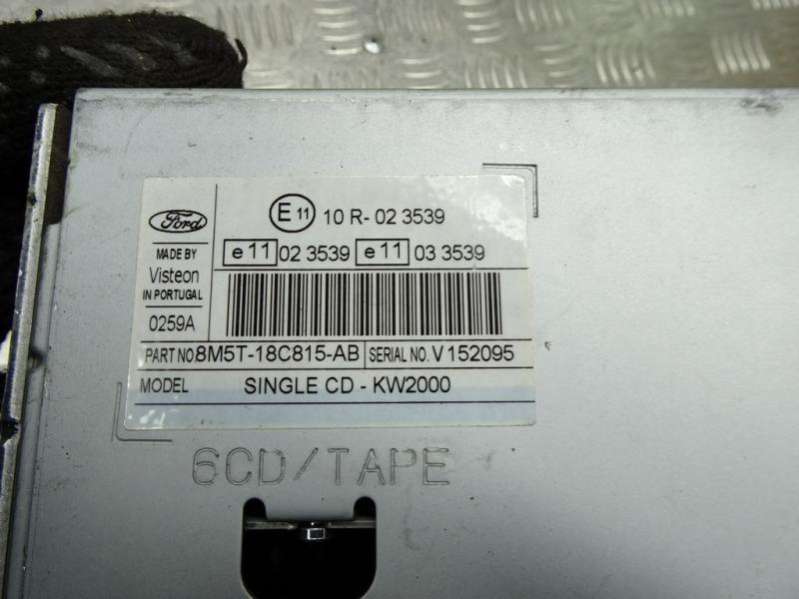 Ford
E 11 10 R- 02 3539
e 11 02 3539 e 11 03 3539
MADE BY
Visteon
IN PORTUGAL
0259A
PART NO 8M5T-18C815-AB SERIAL NO. V 152095
MODEL SINGLE CD - KW2000
6CD/TAPE